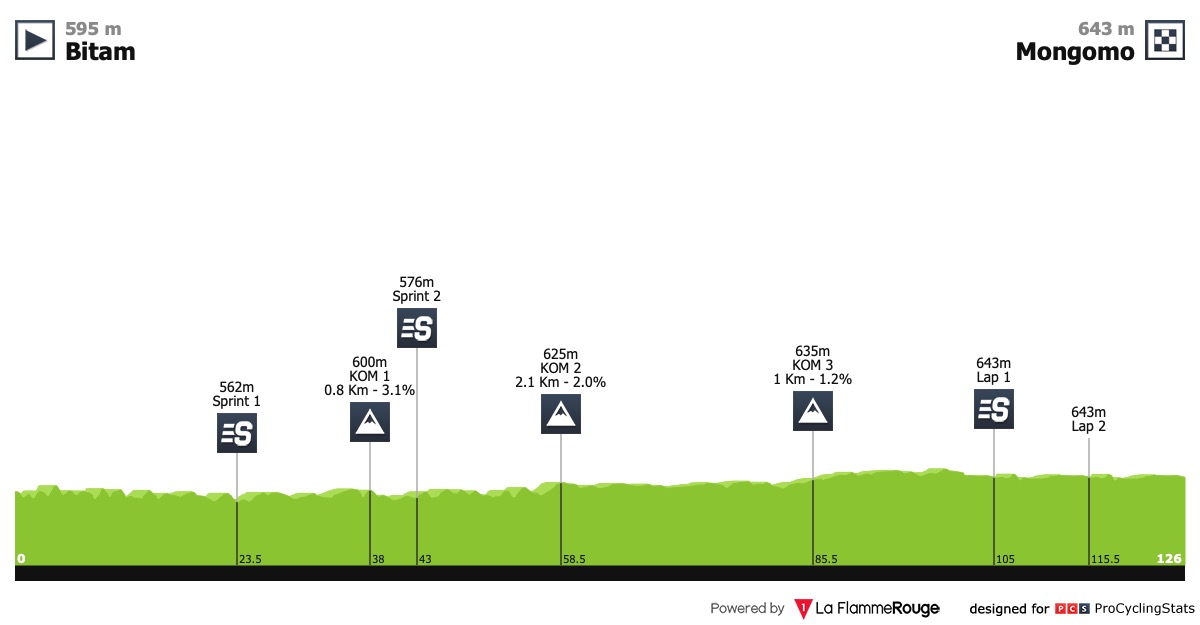 595 m
Bitam
643 m
Mongomo
562m
Sprint 1
600m
KOM 1
0.8 Km - 3.1%
576m
Sprint 2
625m
KOM 2
2.1 Km - 2.0%
635m
KOM 3
1 Km - 1.2%
643m
Lap 1
643m
Lap 2
S
S
S
0
23.5
38
43
58.5
85.5
105
115.5
126
Powered by 1 La FlammeRouge
designed for PCS ProCyclingStats